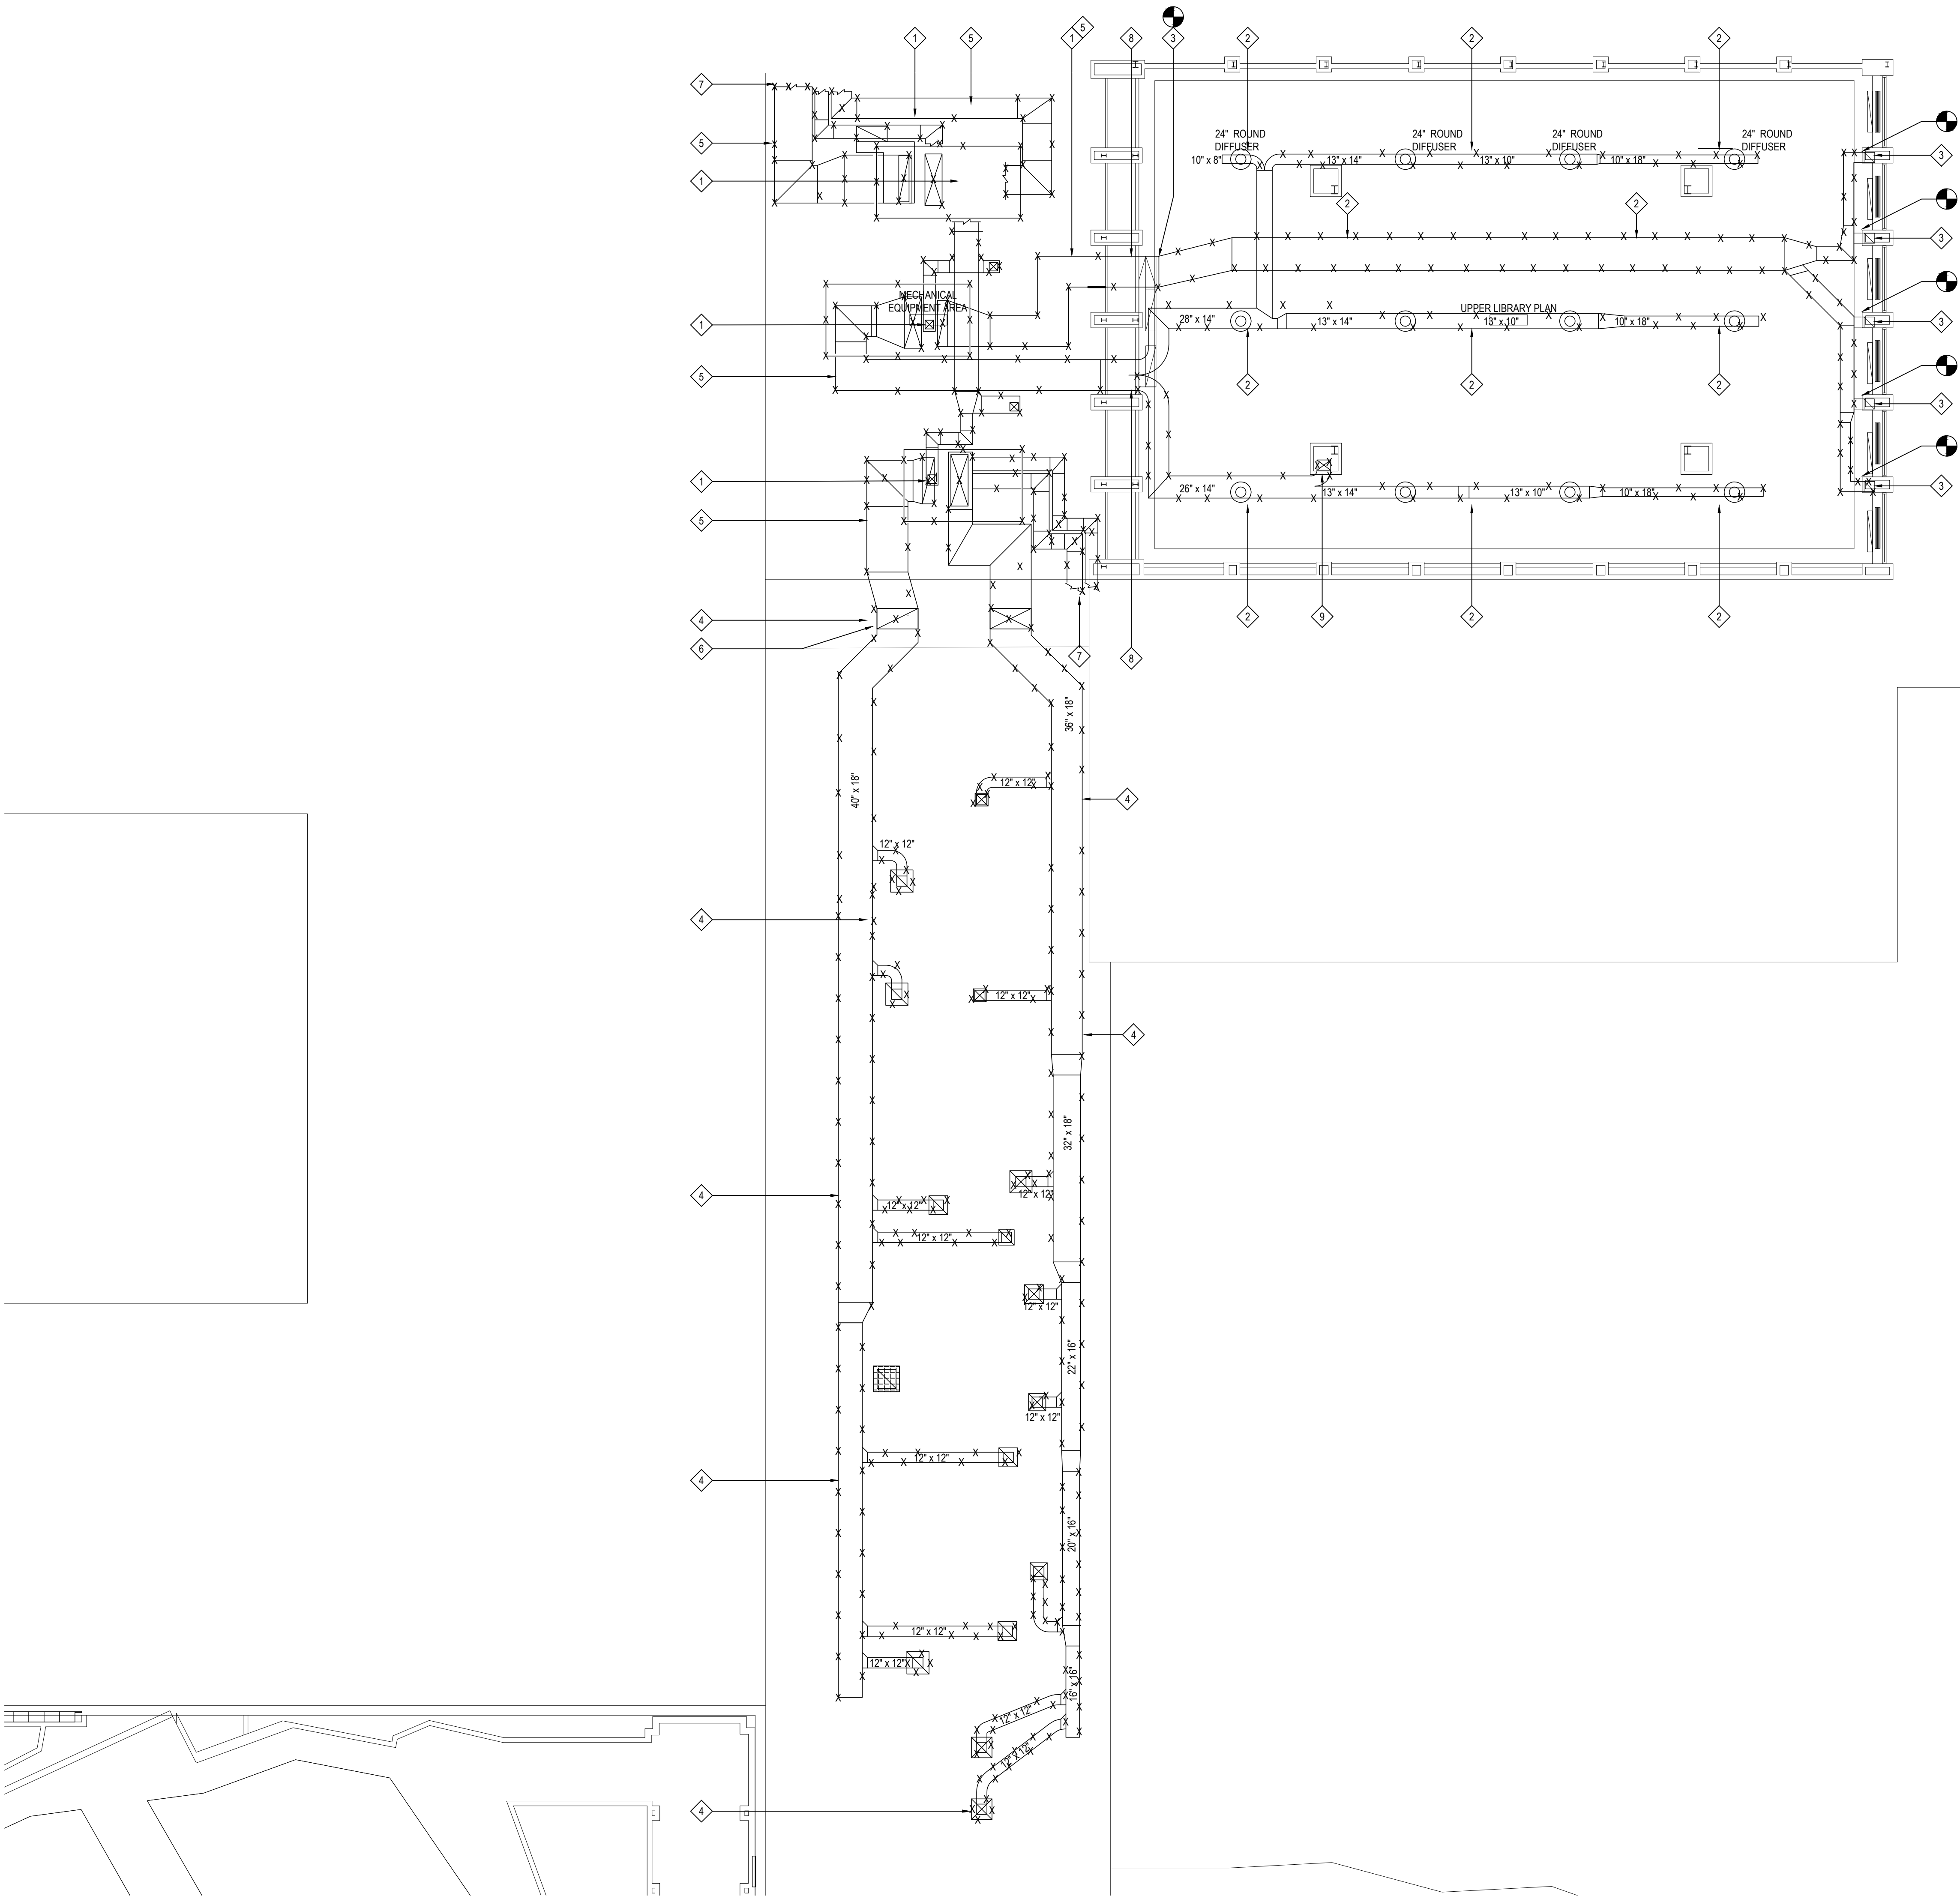 1
5
1
5
8
3
2
2
2
7
24" ROUND
DIFFUSER
24" ROUND
DIFFUSER
24" ROUND
DIFFUSER
24" ROUND
DIFFUSER
5
10" x 8"
13" x 14"
13" x 10"
10" x 18"
3
1
2
2
3
MECHANICAL
EQUIPMENT AREA
UPPER LIBRARY PLAN
1
28" x 14"
13" x 14"
13" x 10"
10" x 18"
3
5
2
2
2
3
1
26" x 14"
13" x 14"
13" x 10"
10" x 18"
3
5
4
2
9
2
2
6
7
8
36" x 18"
40" x 18"
12" x 12"
4
12" x 12"
4
12" x 12"
4
32" x 18"
4
12" x 12"
12" x 12"
12" x 12"
12" x 12"
22" x 16"
12" x 12"
12" x 12"
4
20" x 16"
12" x 12"
12" x 12"
16" x 16"
12" x 12"
12" x 12"
4